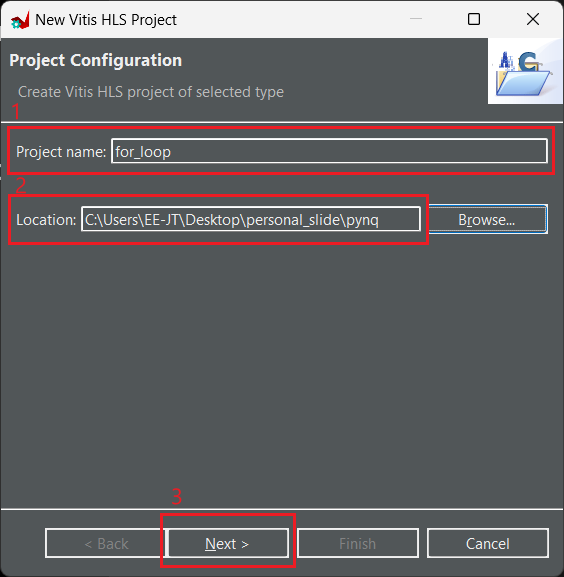 New Vitis HLS Project
Project Configuration
Create Vitis HLS project of selected type
1
Project name: for_loop
2
Location: C:\Users\EE-JT\Desktop\personal_slide\pynq Browse...
3
< Back Next > Finish Cancel